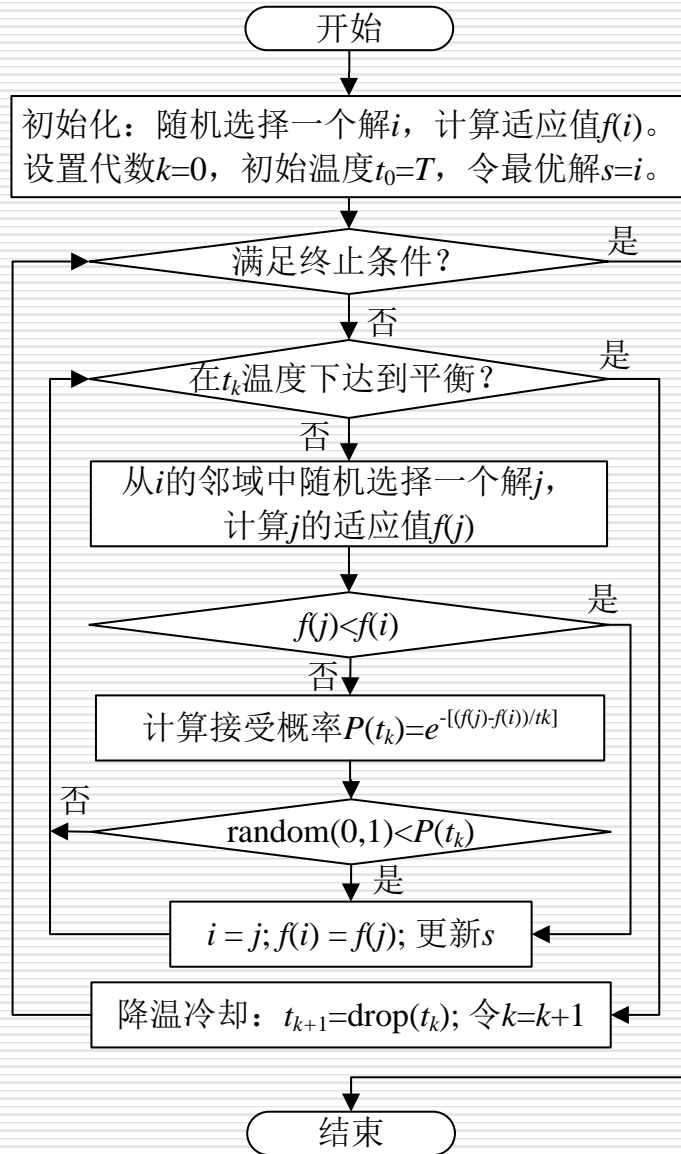 开始
初始化：随机选择一个解i，计算适应值f(i)。
设置代数k=0，初始温度t₀=T，令最优解s=i。
满足终止条件？
是
否
在tₖ温度下达到平衡？
是
否
从i的邻域中随机选择一个解j，
计算j的适应值f(j)
f(j)<f(i)
是
否
计算接受概率P(tₖ)=e^-[(f(j)-f(i))/tk]
否
random(0,1)<P(tₖ)
是
i = j; f(i) = f(j); 更新s
降温冷却：tₖ₊₁=drop(tₖ); 令k=k+1
结束